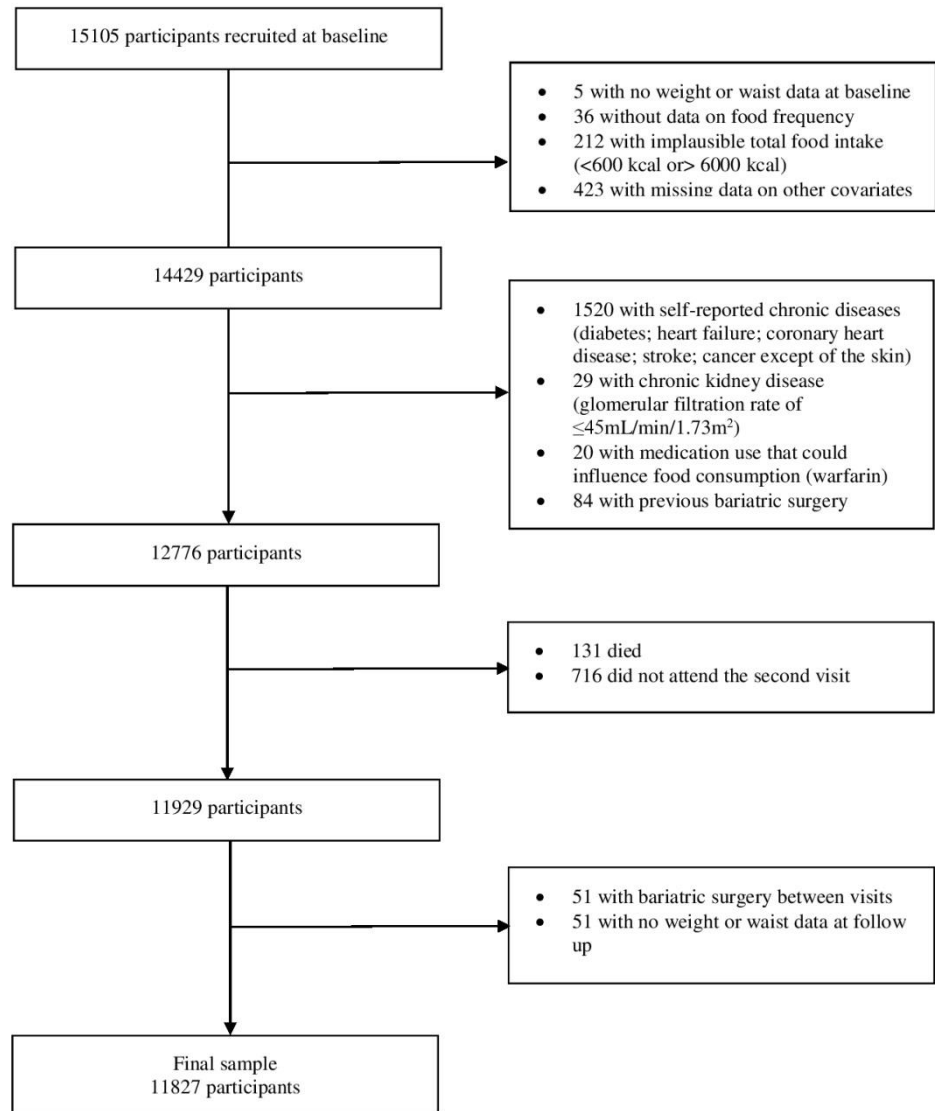 15105 participants recruited at baseline
• 5 with no weight or waist data at baseline
• 36 without data on food frequency
• 212 with implausible total food intake
(<600 kcal or> 6000 kcal)
• 423 with missing data on other covariates
14429 participants
• 1520 with self-reported chronic diseases
(diabetes; heart failure; coronary heart
disease; stroke; cancer except of the skin)
• 29 with chronic kidney disease
(glomerular filtration rate of
≤45mL/min/1.73m²)
• 20 with medication use that could
influence food consumption (warfarin)
• 84 with previous bariatric surgery
12776 participants
• 131 died
• 716 did not attend the second visit
11929 participants
• 51 with bariatric surgery between visits
• 51 with no weight or waist data at follow
up
Final sample
11827 participants